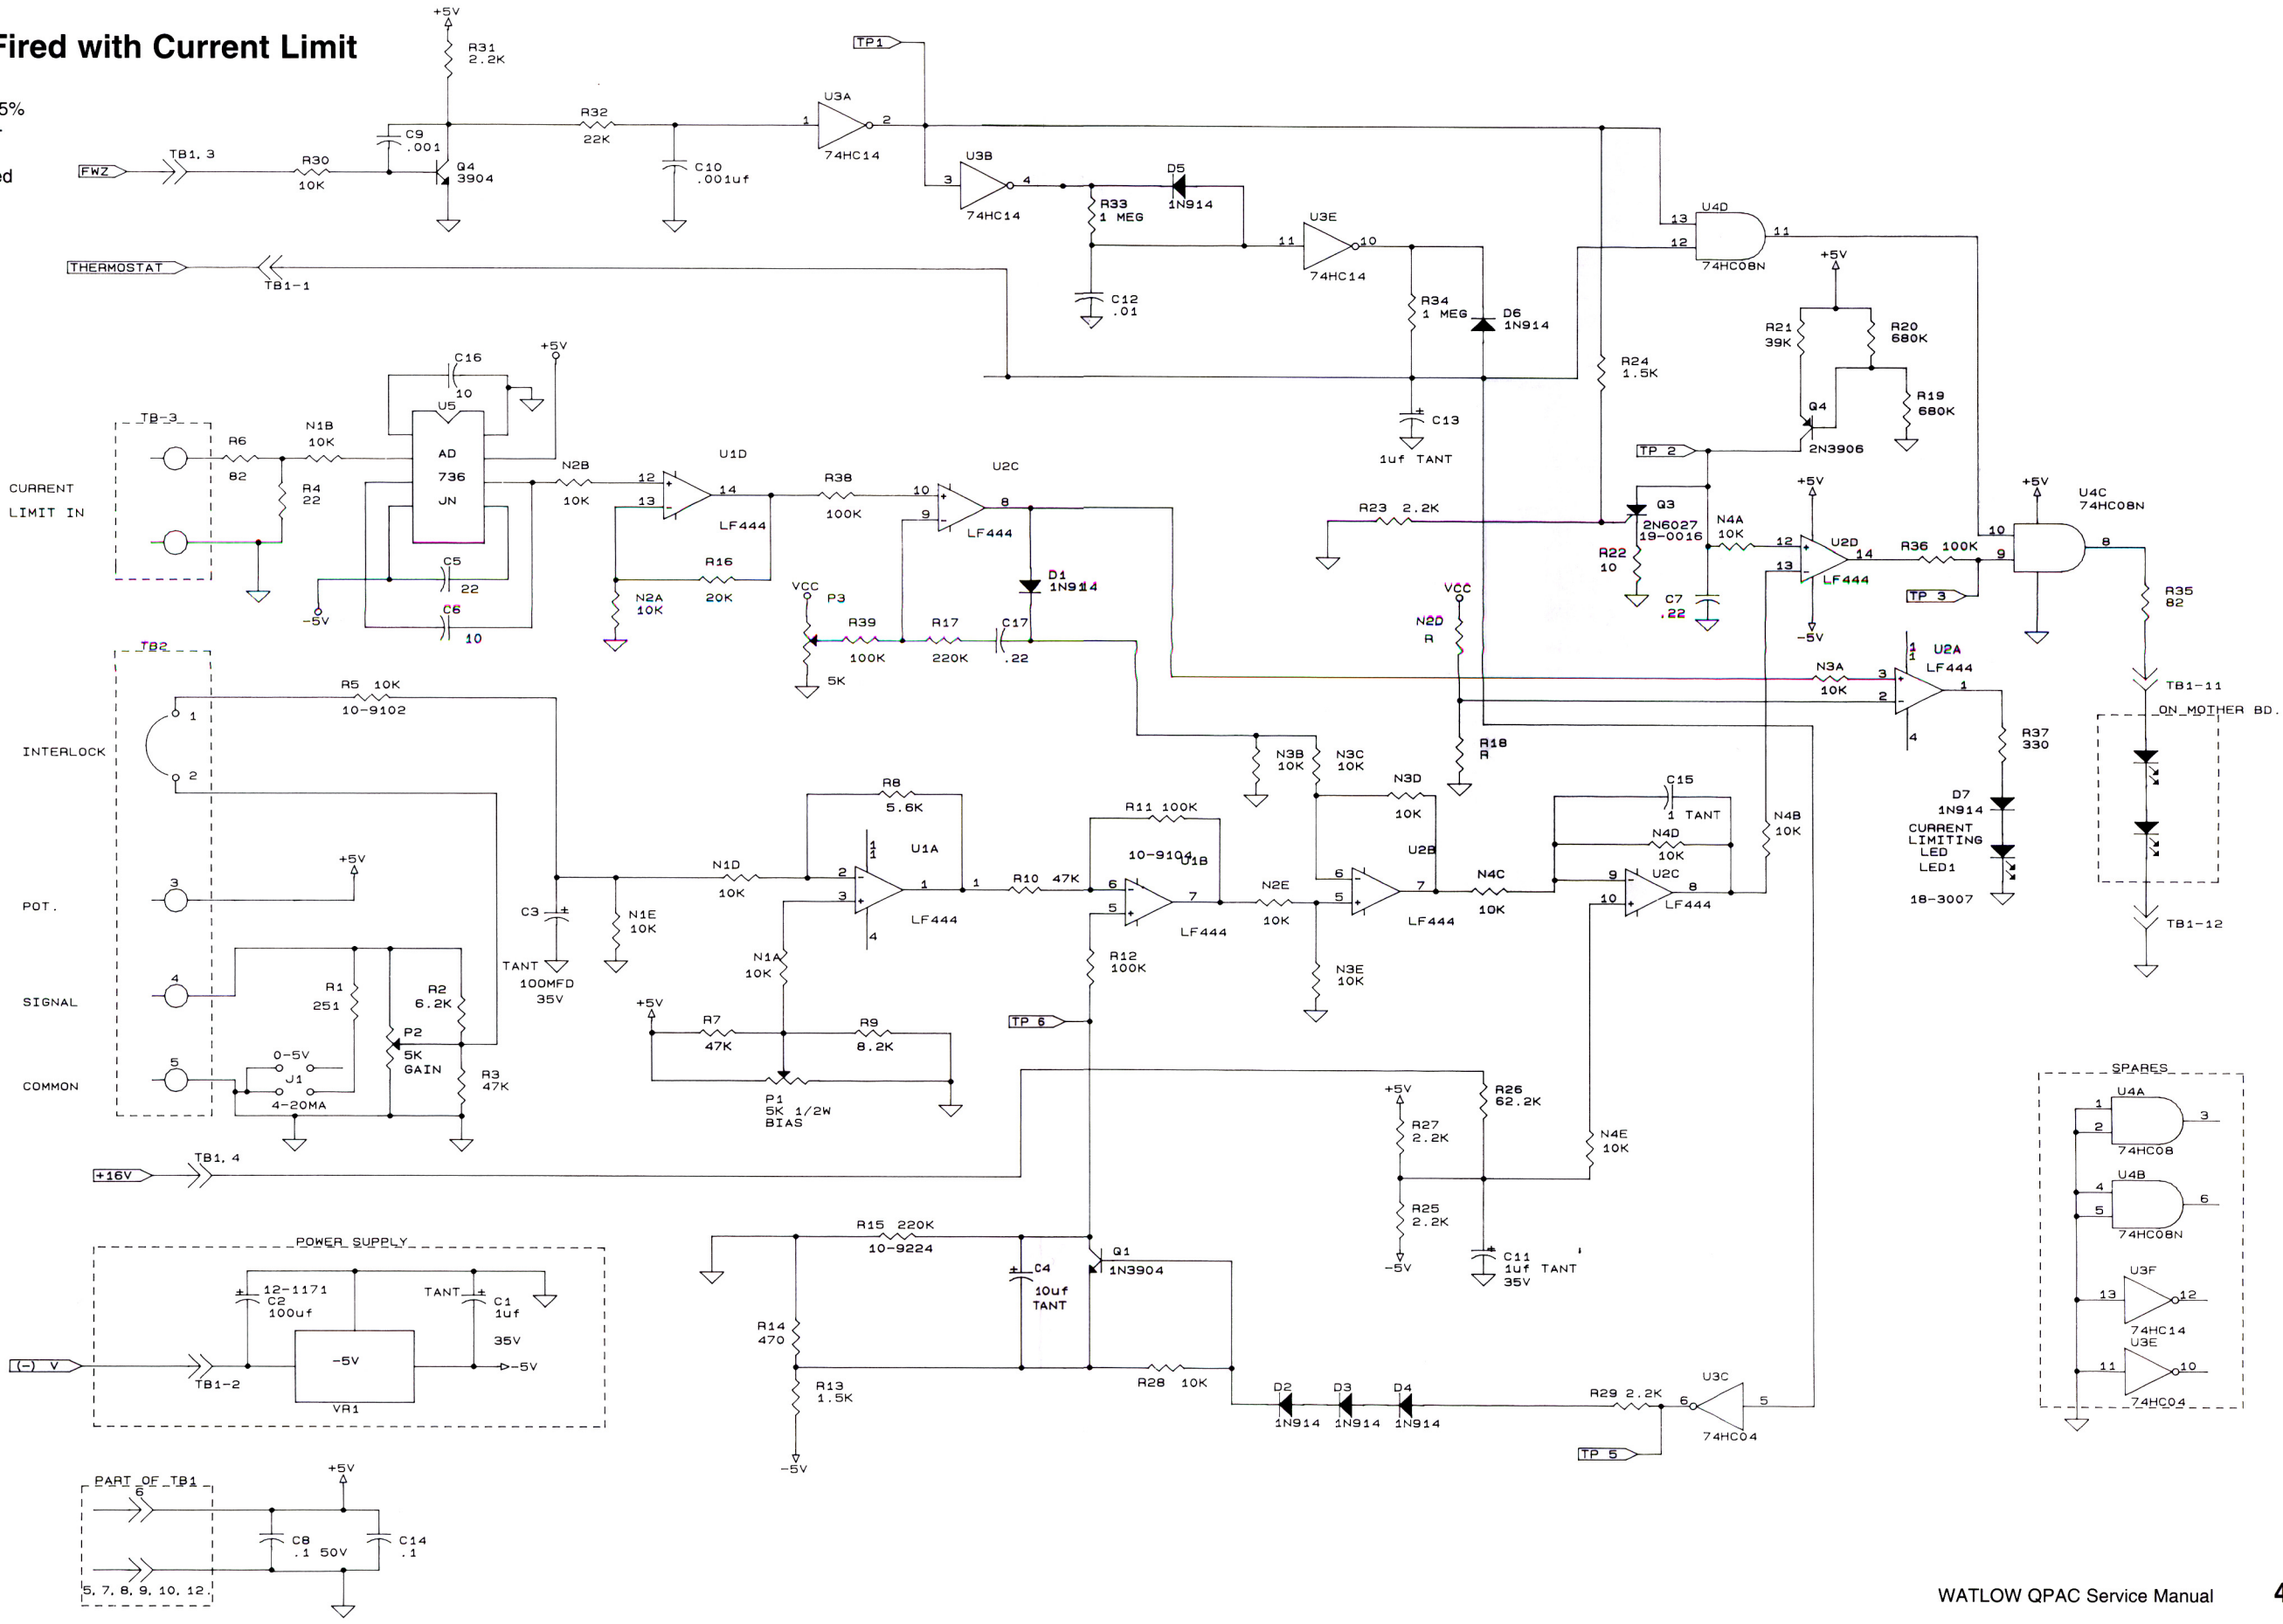 Fired with Current Limit
5%
ed
+5V
R31
2.2K
TP1
C9
.001
R32
22K
U3A
1
2
74HC14
FWZ
TB1, 3
R30
10K
Q4
3904
C10
.001uf
U3B
3
4
74HC14
D5
1N914
R33
1 MEG
U3E
11
10
74HC14
U4D
13
12
11
74HC08N
THERMOSTAT
TB1-1
C12
.01
R34
1 MEG
D6
1N914
+5V
R21
39K
R20
680K
R24
1.5K
R19
680K
Q4
2N3906
C13
1uf TANT
TP 2
C16
10
+5V
U5
AD
736
JN
TB-3
R6
82
N1B
10K
R4
22
CURRENT
LIMIT IN
N2B
10K
U1D
12
13
14
LF444
R38
100K
U2C
10
9
8
LF444
R23 2.2K
Q3
2N6027
19-0016
R22
10
N4A
10K
+5V
U2D
12
13
14
LF444
-5V
R36 100K
+5V
U4C
74HC08N
10
9
8
TP 3
C7
.22
C5
22
C6
10
-5V
R16
20K
N2A
10K
VCC
P3
5K
R39
100K
R17
220K
C17
.22
D1
1N914
VCC
N2D
R
R18
R
R35
82
U2A
LF444
11
3
2
1
4
N3A
10K
TB1-11
ON MOTHER BD.
TB1-12
R37
330
D7
1N914
CURRENT
LIMITING
LED
LED1
18-3007
TB2
R5 10K
10-9102
1
2
INTERLOCK
3
POT.
+5V
4
SIGNAL
5
COMMON
R1
251
R2
6.2K
P2
5K
GAIN
R3
47K
0-5V
J1
4-20MA
C3
TANT
100MFD
35V
N1E
10K
N1D
10K
R8
5.6K
U1A
11
2
3
1
4
LF444
1
R10 47K
N1A
10K
+5V
R7
47K
R9
8.2K
P1
5K 1/2W
BIAS
R11 100K
10-9104
U1B
6
5
7
LF444
R12
100K
TP 6
N2E
10K
N3B
10K
N3C
10K
N3D
10K
U2B
6
5
7
LF444
N3E
10K
N4C
10K
C15
1 TANT
N4D
10K
U2C
9
10
8
LF444
N4B
10K
+5V
R27
2.2K
R26
62.2K
N4E
10K
R25
2.2K
-5V
C11
1uf TANT
35V
+16V
TB1, 4
POWER SUPPLY
12-1171
C2
100uf
TANT
C1
1uf
35V
-5V
-5V
VR1
(-) V
TB1-2
R15 220K
10-9224
C4
10uf
TANT
Q1
1N3904
R14
470
R13
1.5K
-5V
R28 10K
D2
1N914
D3
1N914
D4
1N914
R29 2.2K
U3C
6
5
74HC04
TP 5
SPARES
U4A
1
2
3
74HC08
U4B
4
5
6
74HC08N
U3F
13
12
74HC14
U3E
11
10
74HC04
PART OF TB1
6
5, 7, 8, 9, 10, 12.
+5V
C8
.1 50V
C14
.1
WATLOW QPAC Service Manual 4